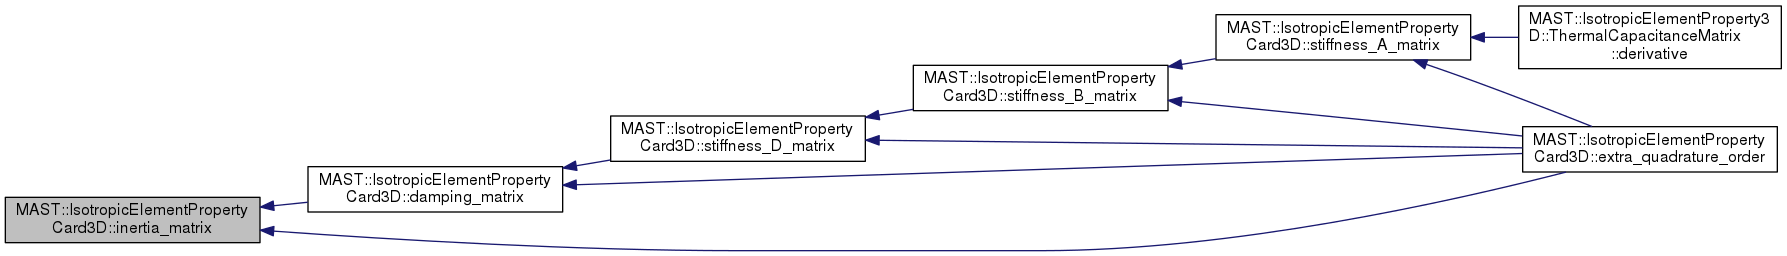 MAST::IsotropicElementProperty
Card3D::inertia_matrix
MAST::IsotropicElementProperty
Card3D::damping_matrix
MAST::IsotropicElementProperty
Card3D::stiffness_D_matrix
MAST::IsotropicElementProperty
Card3D::stiffness_B_matrix
MAST::IsotropicElementProperty
Card3D::stiffness_A_matrix
MAST::IsotropicElementProperty3
D::ThermalCapacitanceMatrix
::derivative
MAST::IsotropicElementProperty
Card3D::extra_quadrature_order